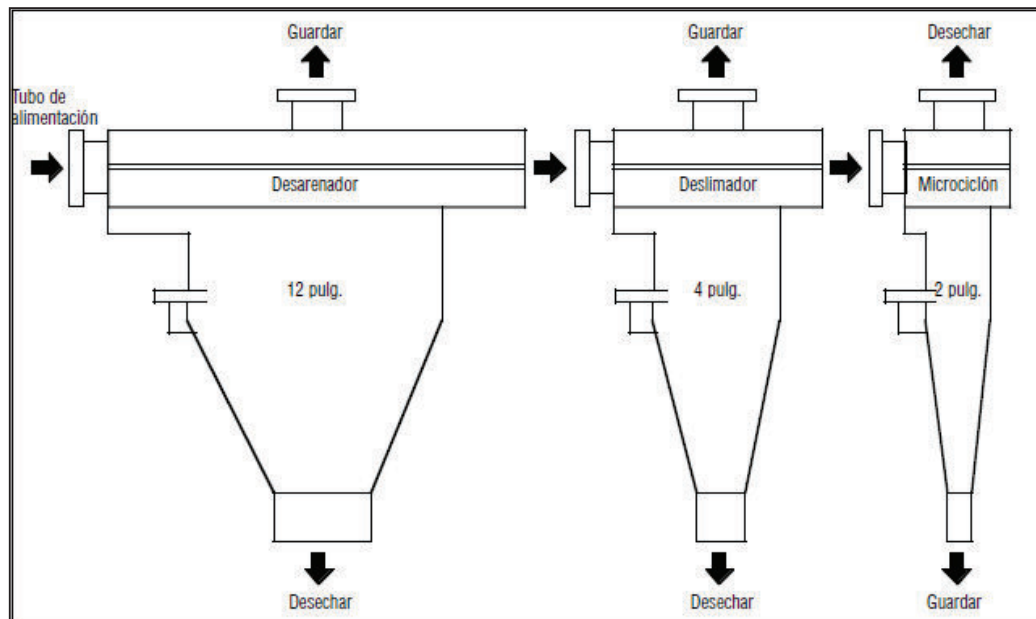 Guardar
Guardar
Desechar
Tubo de
alimentación
Desarenador
Deslimador
Microciclón
12 pulg.
4 pulg.
2 pulg.
Desechar
Desechar
Guardar